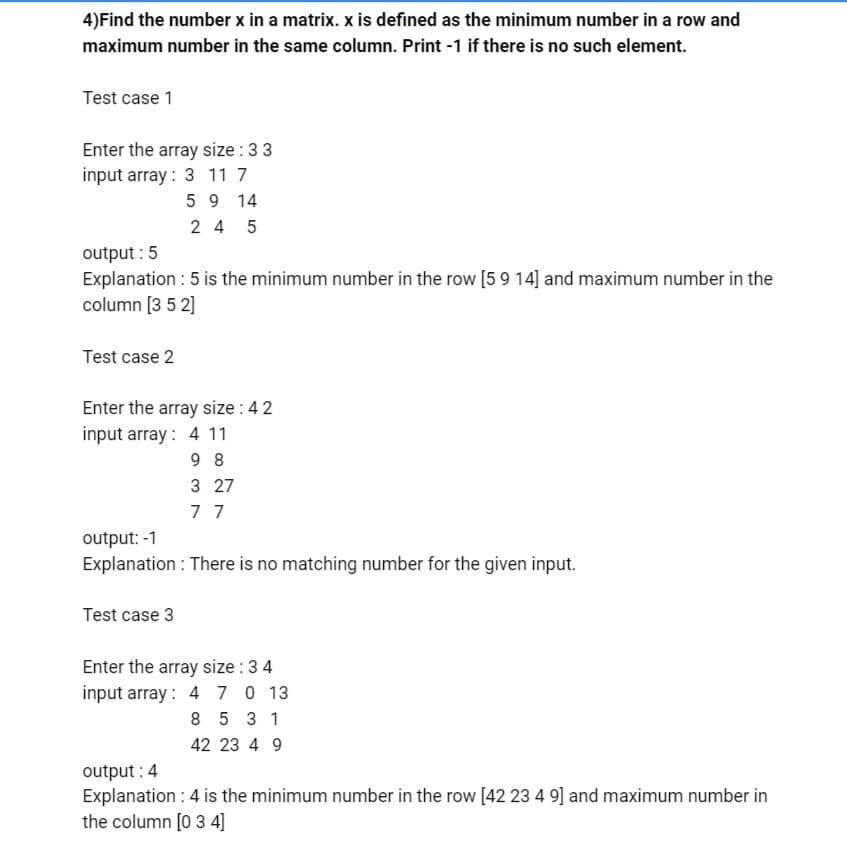 4)Find the number x in a matrix. x is defined as the minimum number in a row and
maximum number in the same column. Print -1 if there is no such element.
Test case 1
Enter the array size : 3 3
input array : 3 11 7
5 9 14
2 4 5
output : 5
Explanation : 5 is the minimum number in the row [5 9 14] and maximum number in the
column [3 5 2]
Test case 2
Enter the array size : 4 2
input array : 4 11
9 8
3 27
7 7
output: -1
Explanation : There is no matching number for the given input.
Test case 3
Enter the array size : 3 4
input array : 4 7 0 13
8 5 3 1
42 23 4 9
output : 4
Explanation : 4 is the minimum number in the row [42 23 4 9] and maximum number in
the column [0 3 4]